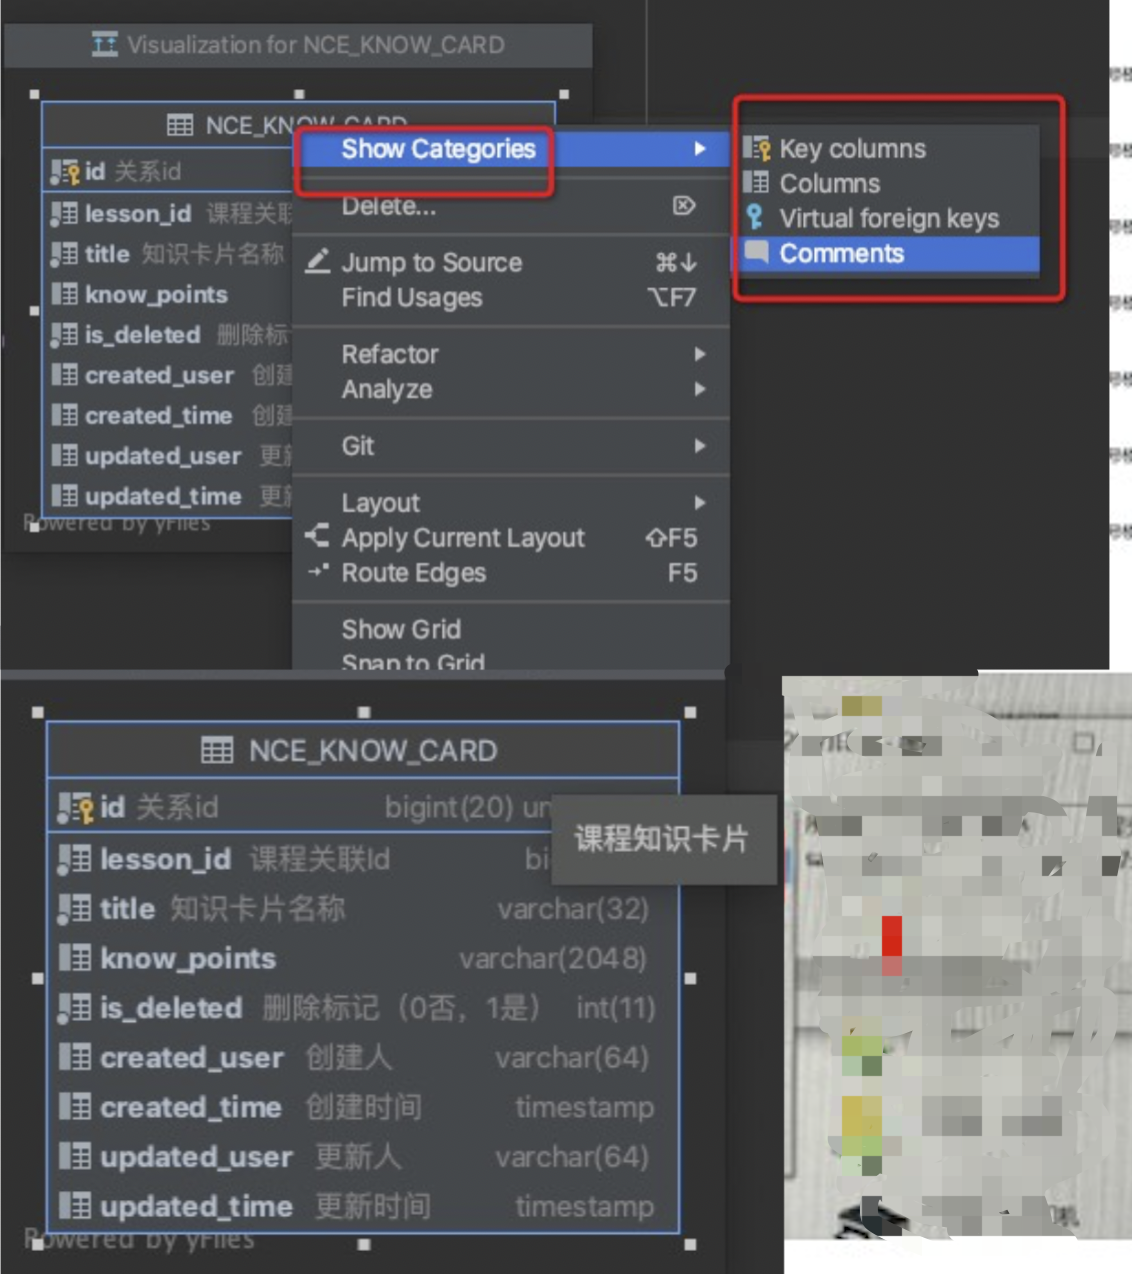 Visualization for NCE_KNOW_CARD
NCE_KNOW_CARD
id 关系id
lesson_id 课程关联
title 知识卡片名称
know_points
is_deleted 删除标
created_user 创建
created_time 创建
updated_user 更新
updated_time 更新
Powered by yFiles
Show Categories
Delete...
Jump to Source ⌘↓
Find Usages ⌥F7
Refactor
Analyze
Git
Layout
Apply Current Layout ⇧F5
Route Edges F5
Show Grid
Snap to Grid
Key columns
Columns
Virtual foreign keys
Comments
NCE_KNOW_CARD
id 关系id bigint(20) un
lesson_id 课程关联Id bi
课程知识卡片
title 知识卡片名称 varchar(32)
know_points varchar(2048)
is_deleted 删除标记（0否，1是） int(11)
created_user 创建人 varchar(64)
created_time 创建时间 timestamp
updated_user 更新人 varchar(64)
updated_time 更新时间 timestamp
Powered by yFiles